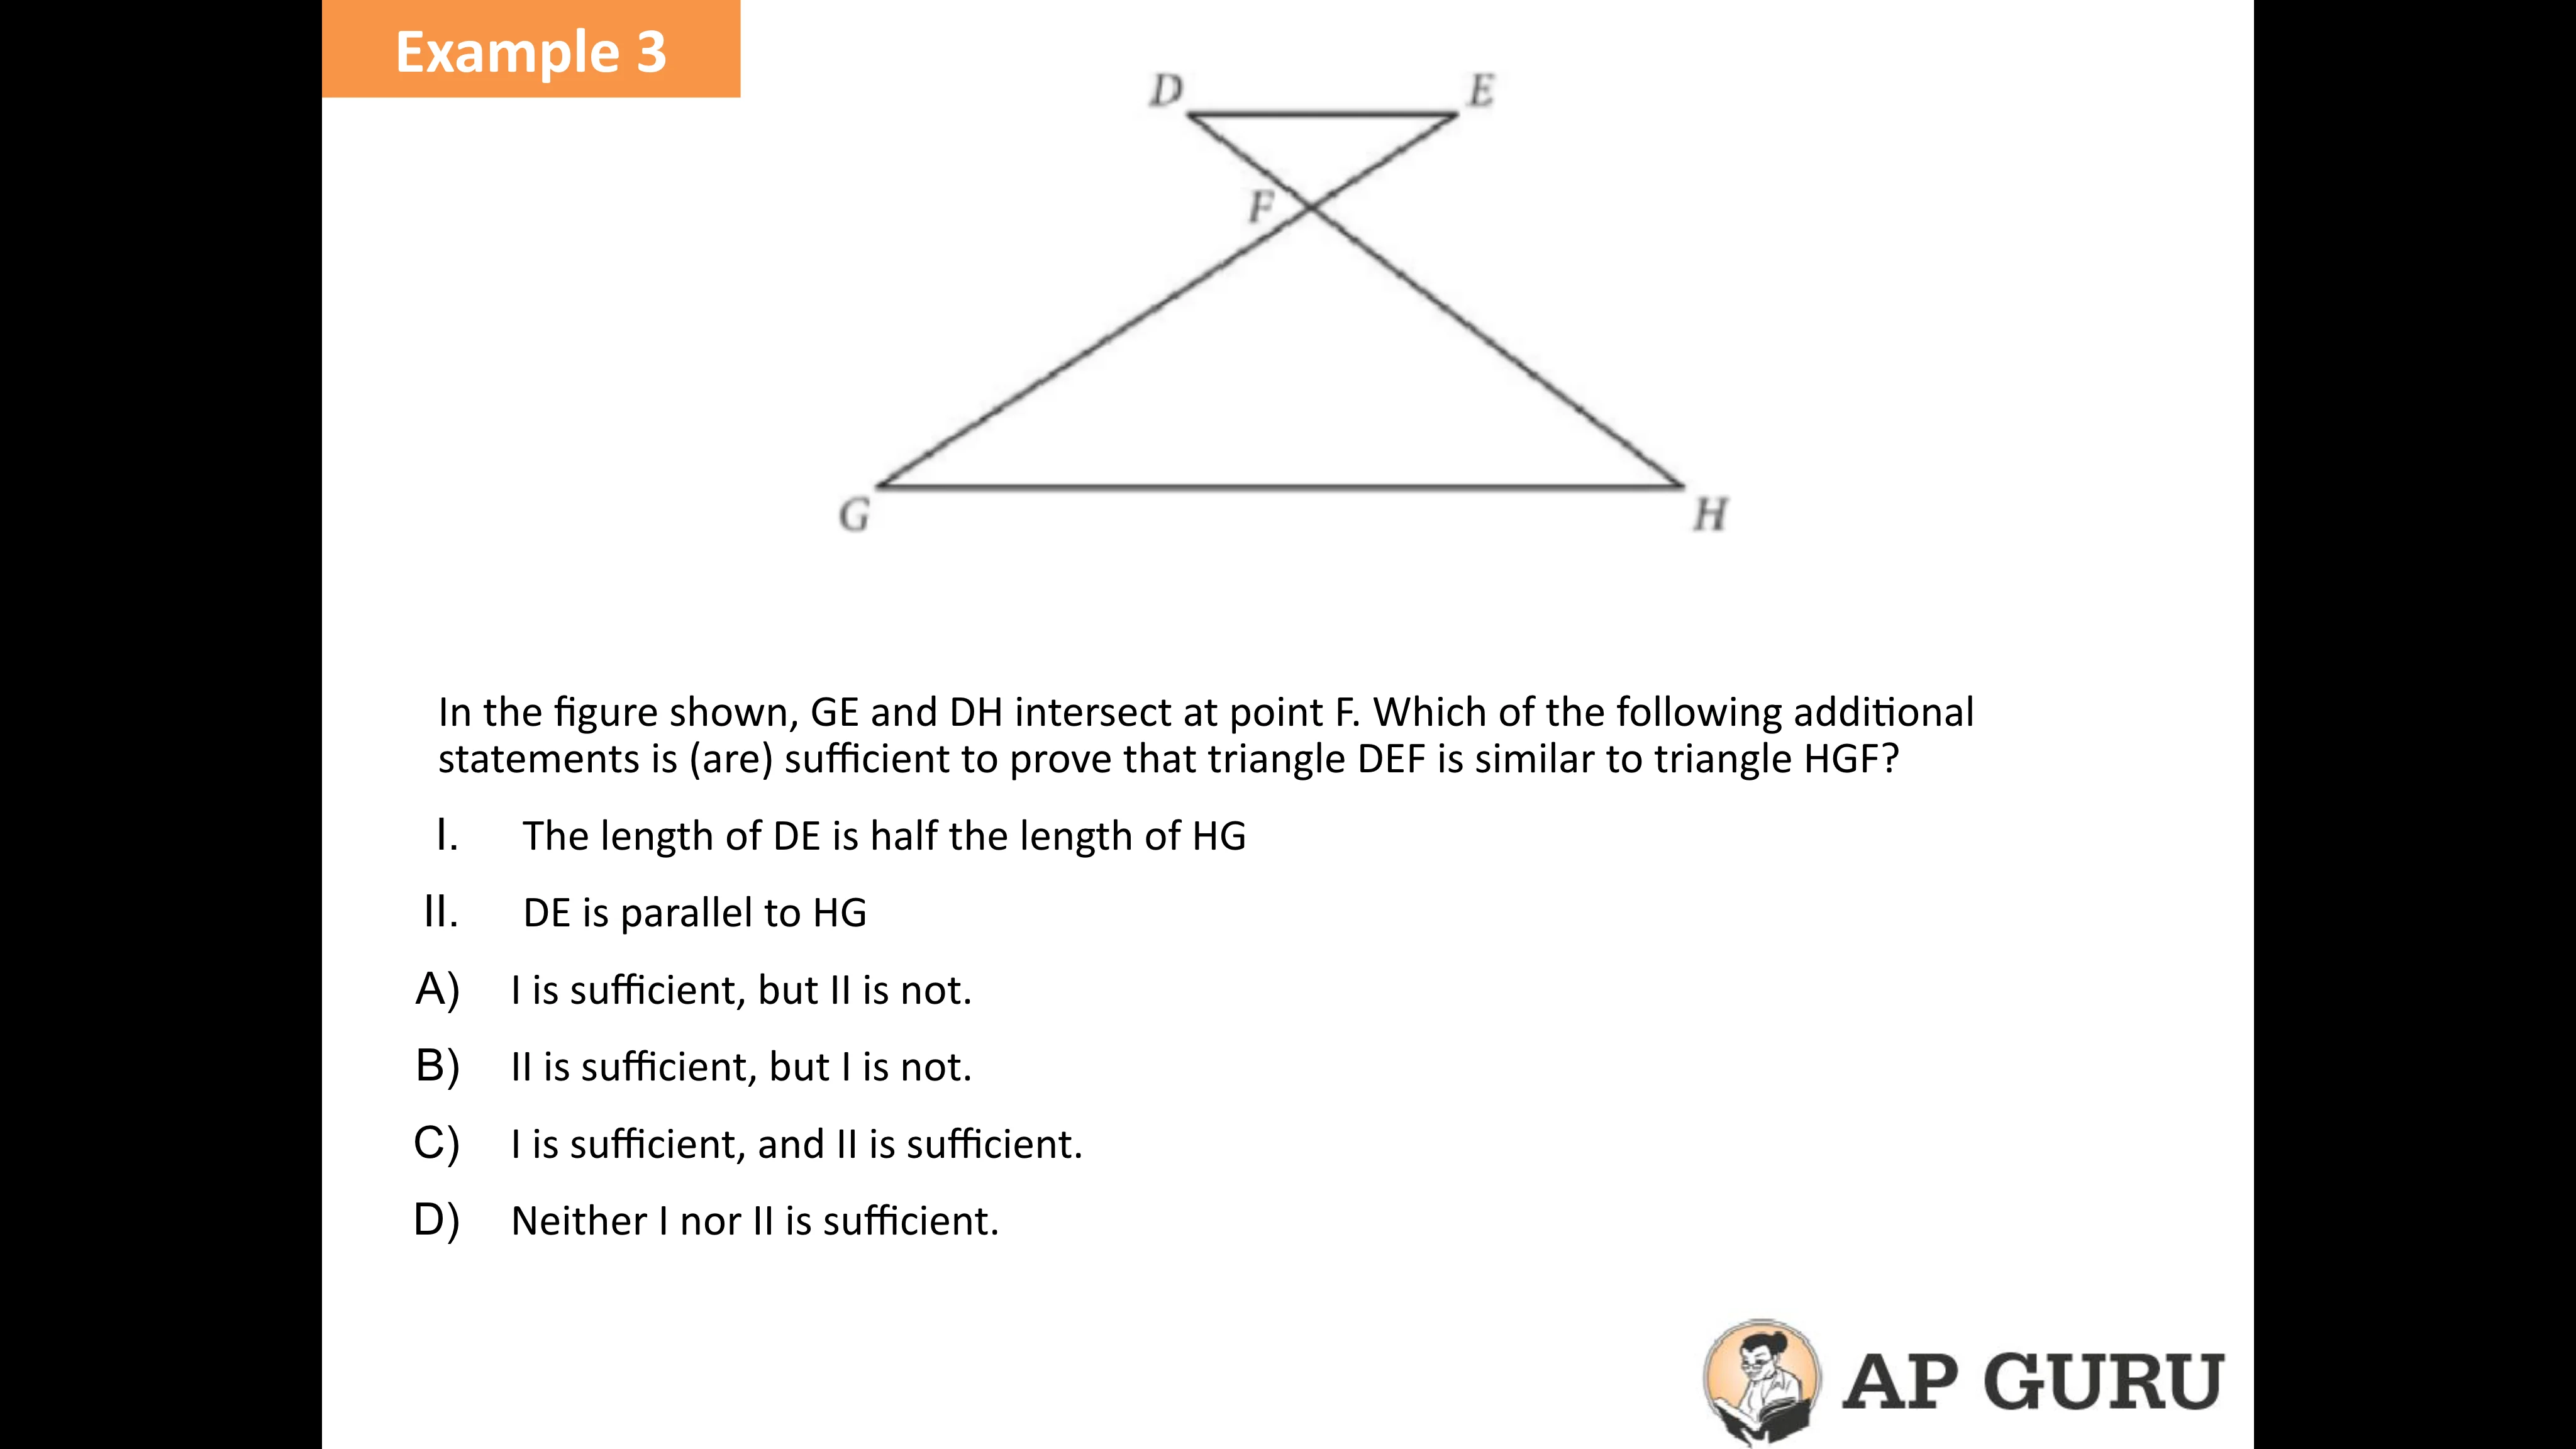 Example 3
D
E
F
G
H
In the figure shown, GE and DH intersect at point F. Which of the following additional
statements is (are) sufficient to prove that triangle DEF is similar to triangle HGF?
I. The length of DE is half the length of HG
II. DE is parallel to HG
A) I is sufficient, but II is not.
B) II is sufficient, but I is not.
C) I is sufficient, and II is sufficient.
D) Neither I nor II is sufficient.
AP GURU